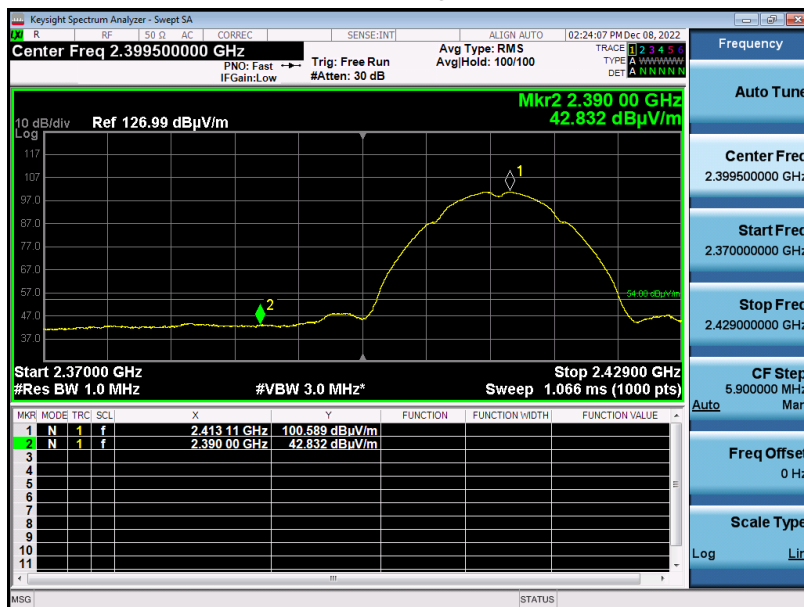 Keysight Spectrum Analyzer - Swept SA
LXI R RF 50 Ω AC CORREC SENSE:INT ALIGN AUTO 02:24:07 PM Dec 08, 2022
Center Freq 2.399500000 GHz
PNO: Fast
IFGain:Low
Trig: Free Run
#Atten: 30 dB
Avg Type: RMS
Avg|Hold: 100/100
TRACE 1 2 3 4 5 6
TYPE A WWWWW
DET A N N N N N
Mkr2 2.390 00 GHz
42.832 dBµV/m
10 dB/div Ref 126.99 dBµV/m
Log
117
107
97.0
87.0
77.0
67.0
57.0
47.0
37.0
1
2
54.00 dBµV/m
Start 2.37000 GHz Stop 2.42900 GHz
#Res BW 1.0 MHz #VBW 3.0 MHz* Sweep 1.066 ms (1000 pts)
MKR MODE TRC SCL X Y FUNCTION FUNCTION WIDTH FUNCTION VALUE
1 N 1 f 2.413 11 GHz 100.589 dBµV/m
2 N 1 f 2.390 00 GHz 42.832 dBµV/m
3
4
5
6
7
8
9
10
11
MSG STATUS
Frequency
Auto Tune
Center Freq
2.399500000 GHz
Start Freq
2.370000000 GHz
Stop Freq
2.429000000 GHz
CF Step
5.900000 MHz
Auto Man
Freq Offset
0 Hz
Scale Type
Log Lin